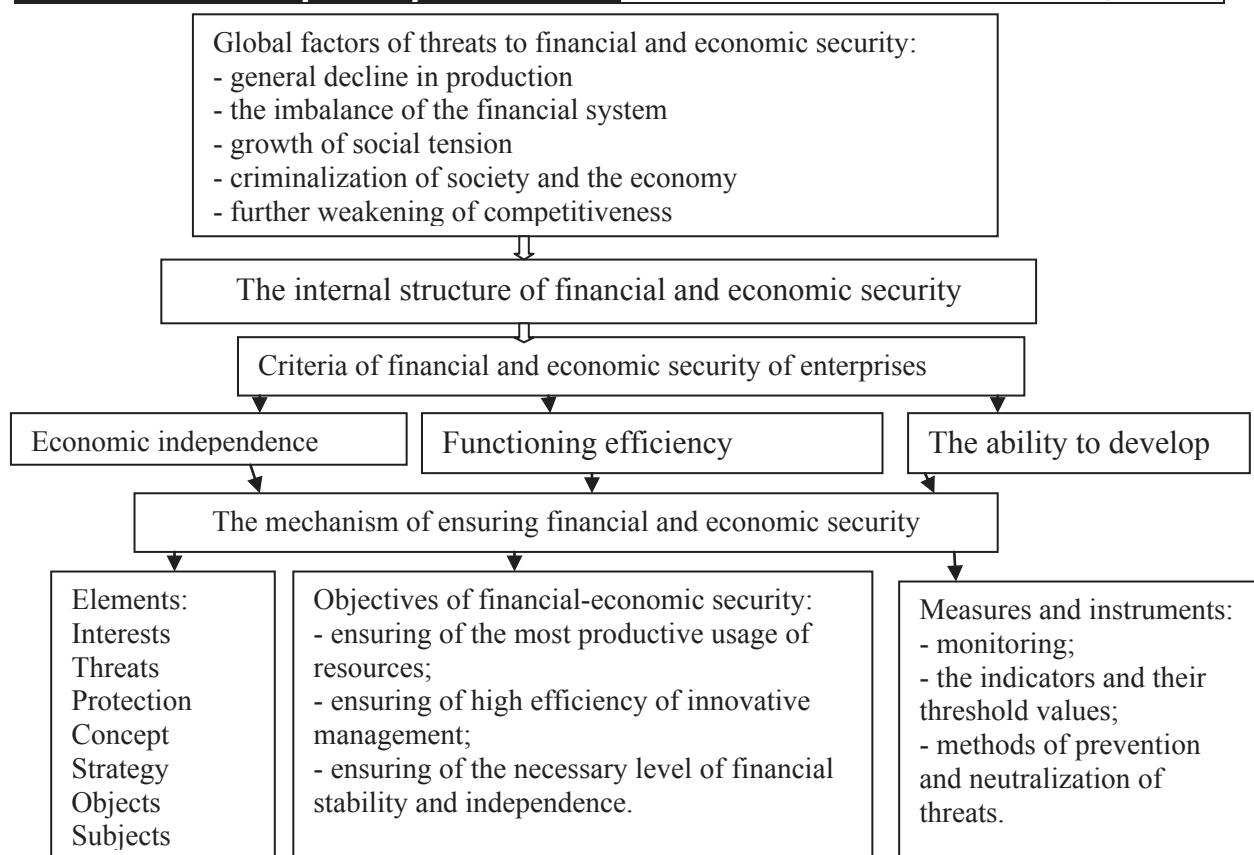 Global factors of threats to financial and economic security:
- general decline in production
- the imbalance of the financial system
- growth of social tension
- criminalization of society and the economy
- further weakening of competitiveness
The internal structure of financial and economic security
Criteria of financial and economic security of enterprises
Economic independence
Functioning efficiency
The ability to develop
The mechanism of ensuring financial and economic security
Elements:
Interests
Threats
Protection
Concept
Strategy
Objects
Subjects
Objectives of financial-economic security:
- ensuring of the most productive usage of
resources;
- ensuring of high efficiency of innovative
management;
- ensuring of the necessary level of financial
stability and independence.
Measures and instruments:
- monitoring;
- the indicators and their
threshold values;
- methods of prevention
and neutralization of
threats.